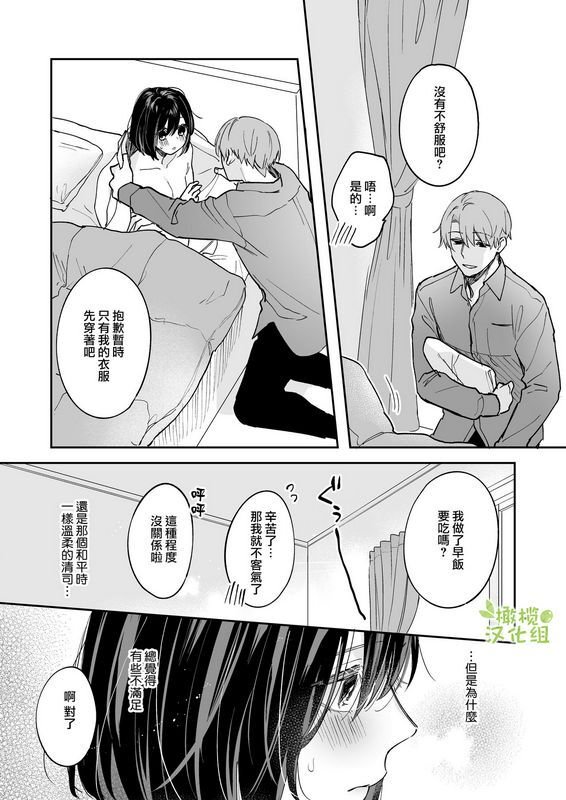 沒有不舒服吧？
唔…啊
是的…
抱歉暫時
只有我的衣服
先穿著吧
我做了早飯
要吃嗎？
辛苦了…
那我就不客氣了
這種程度
沒關係啦
呼呼
還是那個和平時
一樣溫柔的清司…
橄榄
汉化组
…但是為什麼
總覺得
有些不滿足
啊 對了